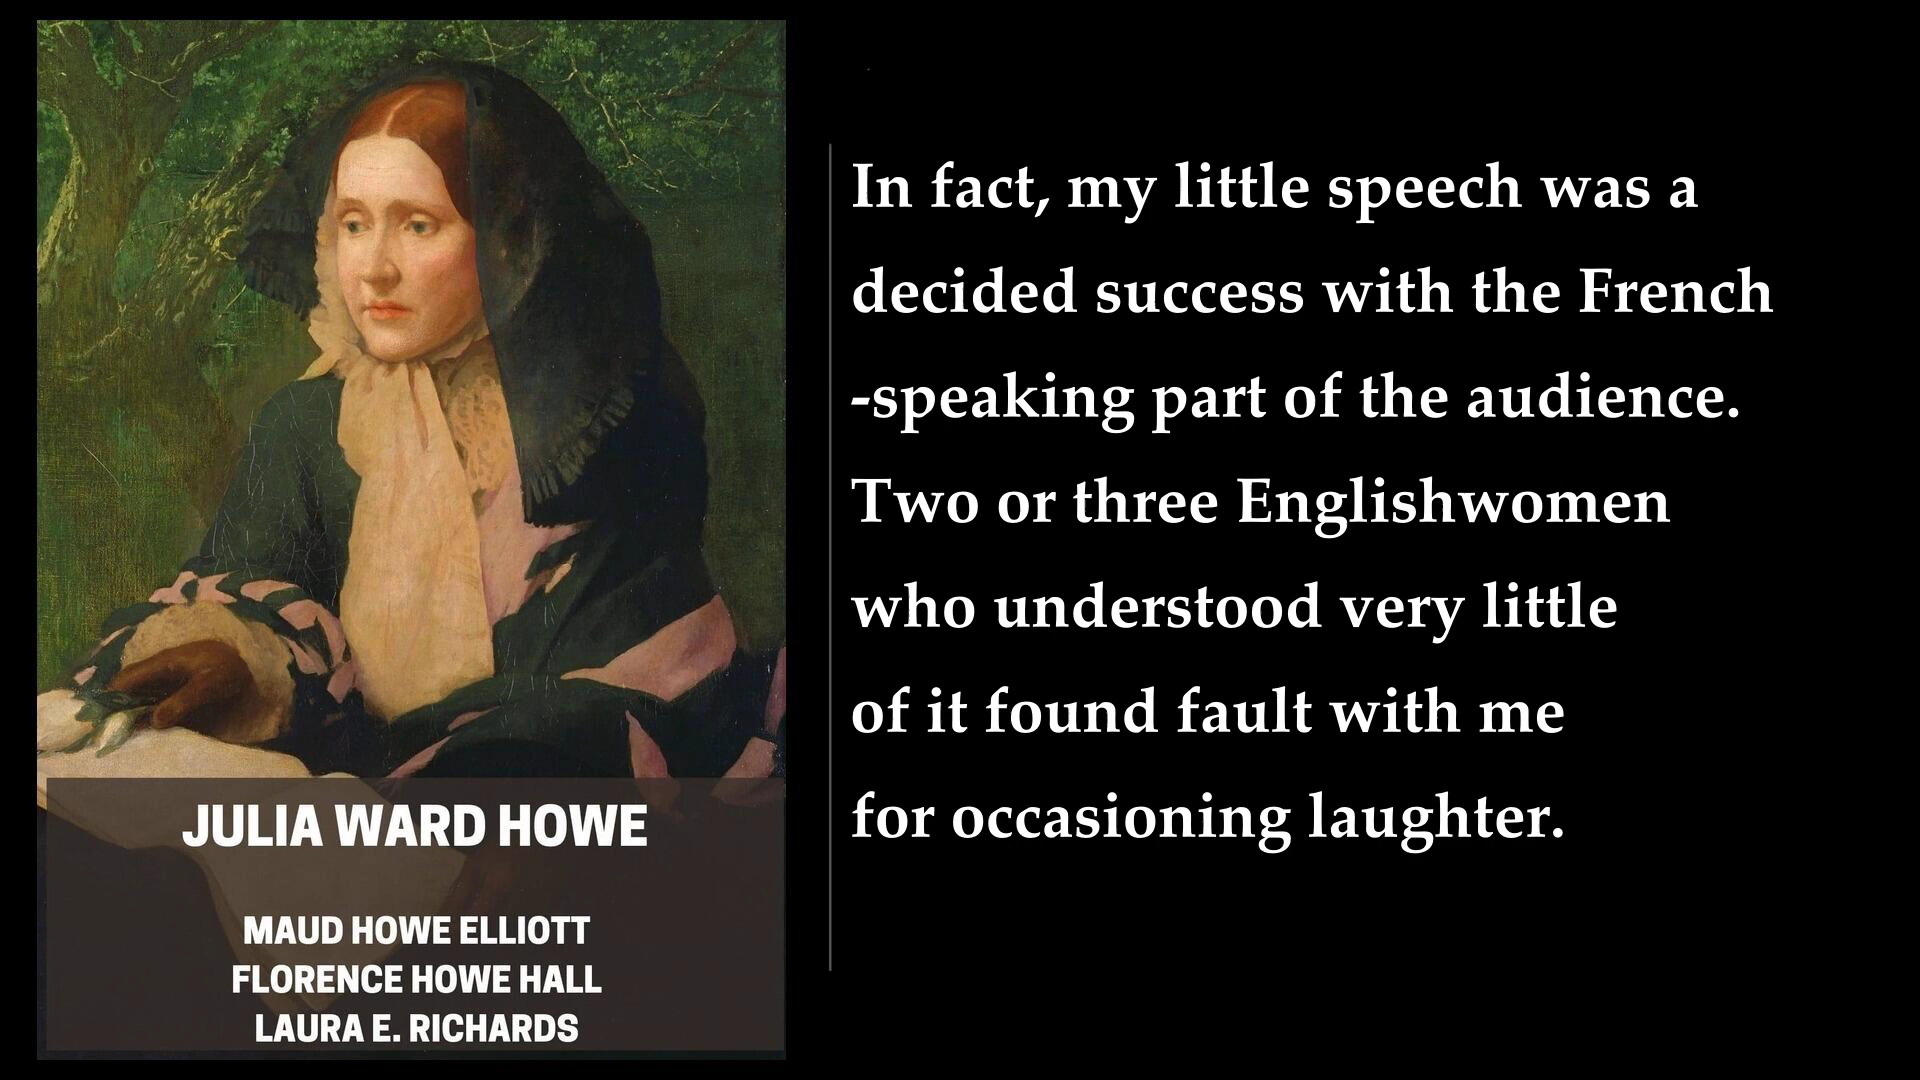 JULIA WARD HOWE
MAUD HOWE ELLIOTT
FLORENCE HOWE HALL
LAURA E. RICHARDS
In fact, my little speech was a
decided success with the French
-speaking part of the audience.
Two or three Englishwomen
who understood very little
of it found fault with me
for occasioning laughter.